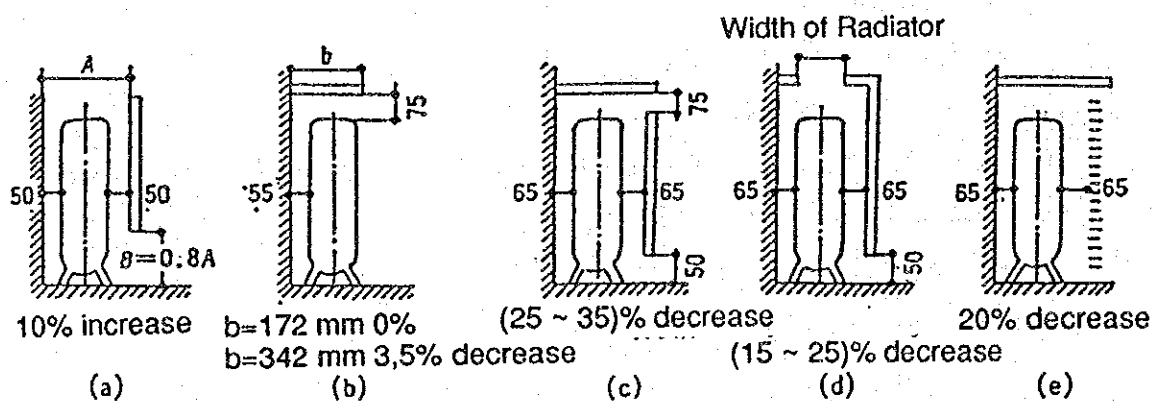 Width of Radiator
A
50
50
B=0.8A
10% increase
(a)
b
75
55
b=172 mm 0%
b=342 mm 3,5% decrease
(b)
75
65
65
50
(25 ~ 35)% decrease
(c)
65
65
50
(15 ~ 25)% decrease
(d)
65
65
20% decrease
(e)